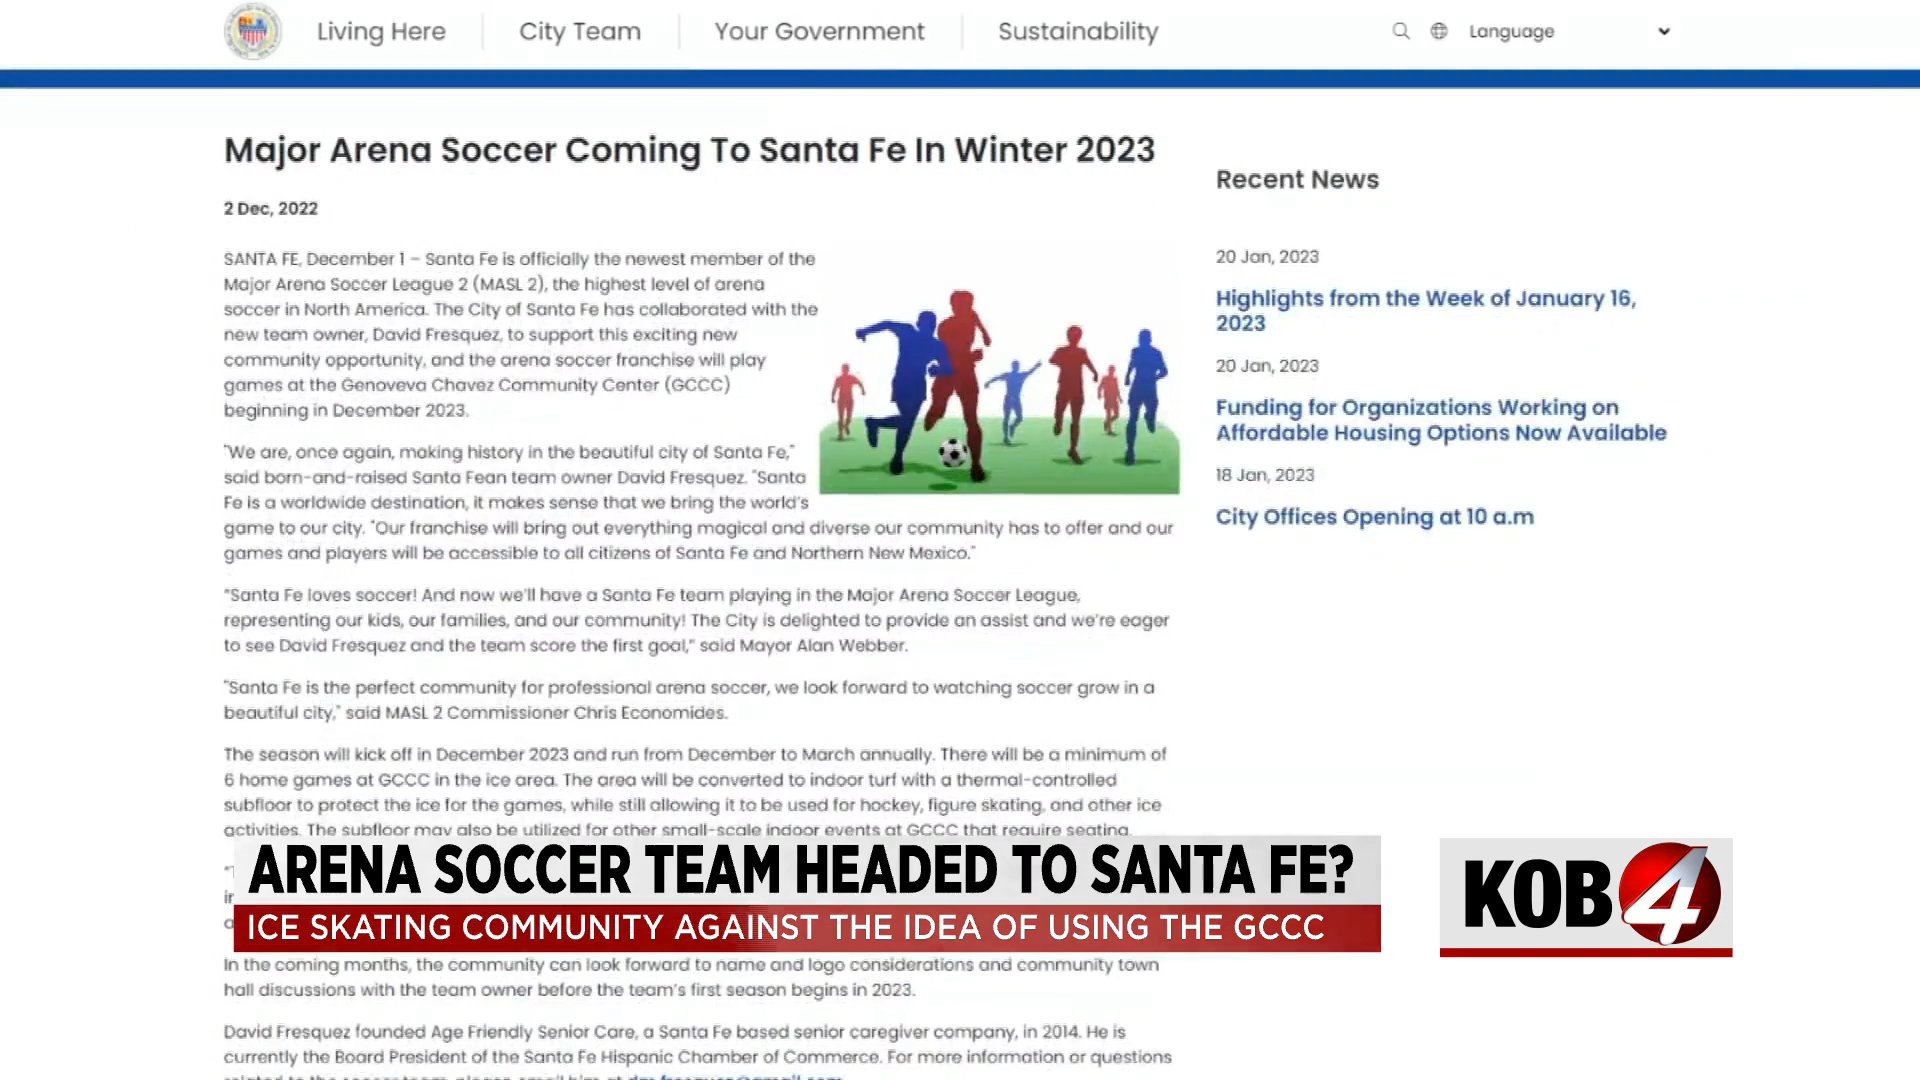 Living Here
City Team
Your Government
Sustainability
Language
Major Arena Soccer Coming To Santa Fe In Winter 2023
2 Dec, 2022
SANTA FE, December 1 – Santa Fe is officially the newest member of the
Major Arena Soccer League 2 (MASL 2), the highest level of arena
soccer in North America. The City of Santa Fe has collaborated with the
new team owner, David Fresquez, to support this exciting new
community opportunity, and the arena soccer franchise will play
games at the Genoveva Chavez Community Center (GCCC)
beginning in December 2023.
"We are, once again, making history in the beautiful city of Santa Fe,"
said born-and-raised Santa Fean team owner David Fresquez. "Santa
Fe is a worldwide destination, it makes sense that we bring the world's
game to our city. "Our franchise will bring out everything magical and diverse our community has to offer and our
games and players will be accessible to all citizens of Santa Fe and Northern New Mexico."
"Santa Fe loves soccer! And now we'll have a Santa Fe team playing in the Major Arena Soccer League,
representing our kids, our families, and our community! The City is delighted to provide an assist and we're eager
to see David Fresquez and the team score the first goal," said Mayor Alan Webber.
"Santa Fe is the perfect community for professional arena soccer, we look forward to watching soccer grow in a
beautiful city," said MASL 2 Commissioner Chris Economides.
The season will kick off in December 2023 and run from December to March annually. There will be a minimum of
6 home games at GCCC in the ice area. The area will be converted to indoor turf with a thermal-controlled
subfloor to protect the ice for the games, while still allowing it to be used for hockey, figure skating, and other ice
activities. The subfloor may also be utilized for other small-scale indoor events at GCCC that require seating.
ARENA SOCCER TEAM HEADED TO SANTA FE?
ICE SKATING COMMUNITY AGAINST THE IDEA OF USING THE GCCC
In the coming months, the community can look forward to name and logo considerations and community town
hall discussions with the team owner before the team's first season begins in 2023.
David Fresquez founded Age Friendly Senior Care, a Santa Fe based senior caregiver company, in 2014. He is
currently the Board President of the Santa Fe Hispanic Chamber of Commerce. For more information or questions
Recent News
20 Jan, 2023
Highlights from the Week of January 16,
2023
20 Jan, 2023
Funding for Organizations Working on
Affordable Housing Options Now Available
18 Jan, 2023
City Offices Opening at 10 a.m
KOB 4